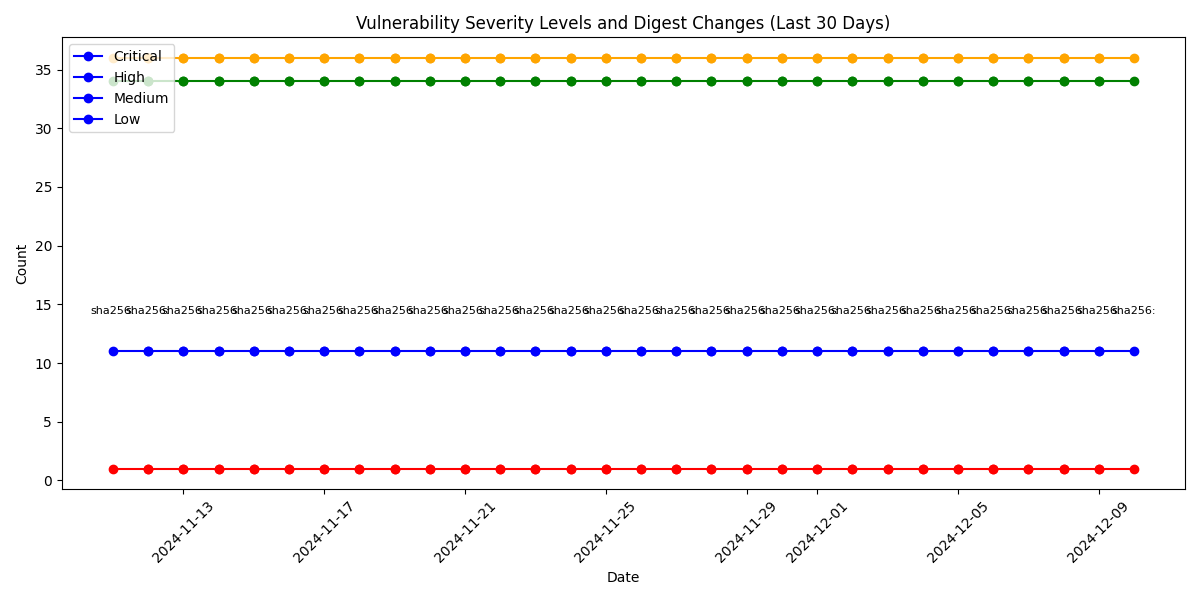 Vulnerability Severity Levels and Digest Changes (Last 30 Days)
Critical
High
Medium
Low
Count
35
30
25
20
15
10
5
0
sha256: sha256: sha256: sha256: sha256: sha256: sha256: sha256: sha256: sha256: sha256: sha256: sha256: sha256: sha256: sha256: sha256: sha256: sha256: sha256: sha256: sha256: sha256: sha256: sha256: sha256: sha256: sha256: sha256: sha256:
2024-11-13
2024-11-17
2024-11-21
2024-11-25
2024-11-29
2024-12-01
2024-12-05
2024-12-09
Date